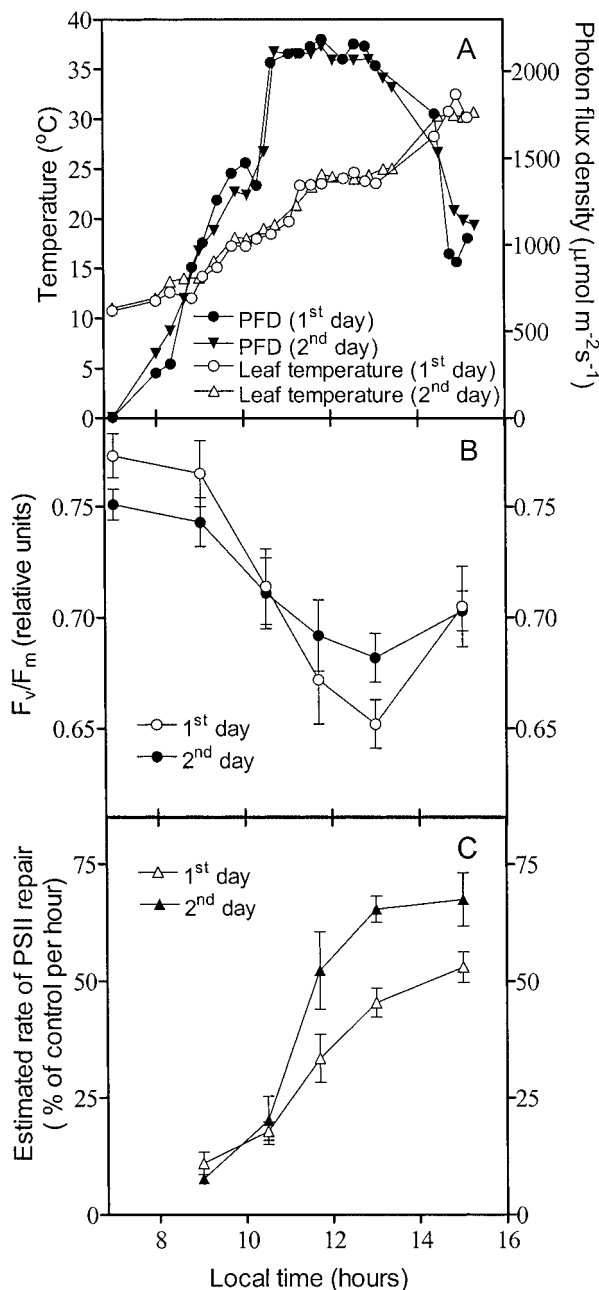 A
Temperature (°C)
40
35
30
25
20
15
10
5
0
PFD (1st day)
PFD (2nd day)
Leaf temperature (1st day)
Leaf temperature (2nd day)
2000
1500
1000
500
0
Photon flux density (μmol m-2s-1)
B
Fv/Fm (relative units)
0.75
0.70
0.65
0.75
0.70
0.65
1st day
2nd day
C
Estimated rate of PSII repair
( % of control per hour)
75
50
25
0
75
50
25
0
1st day
2nd day
8 10 12 14 16
Local time (hours)